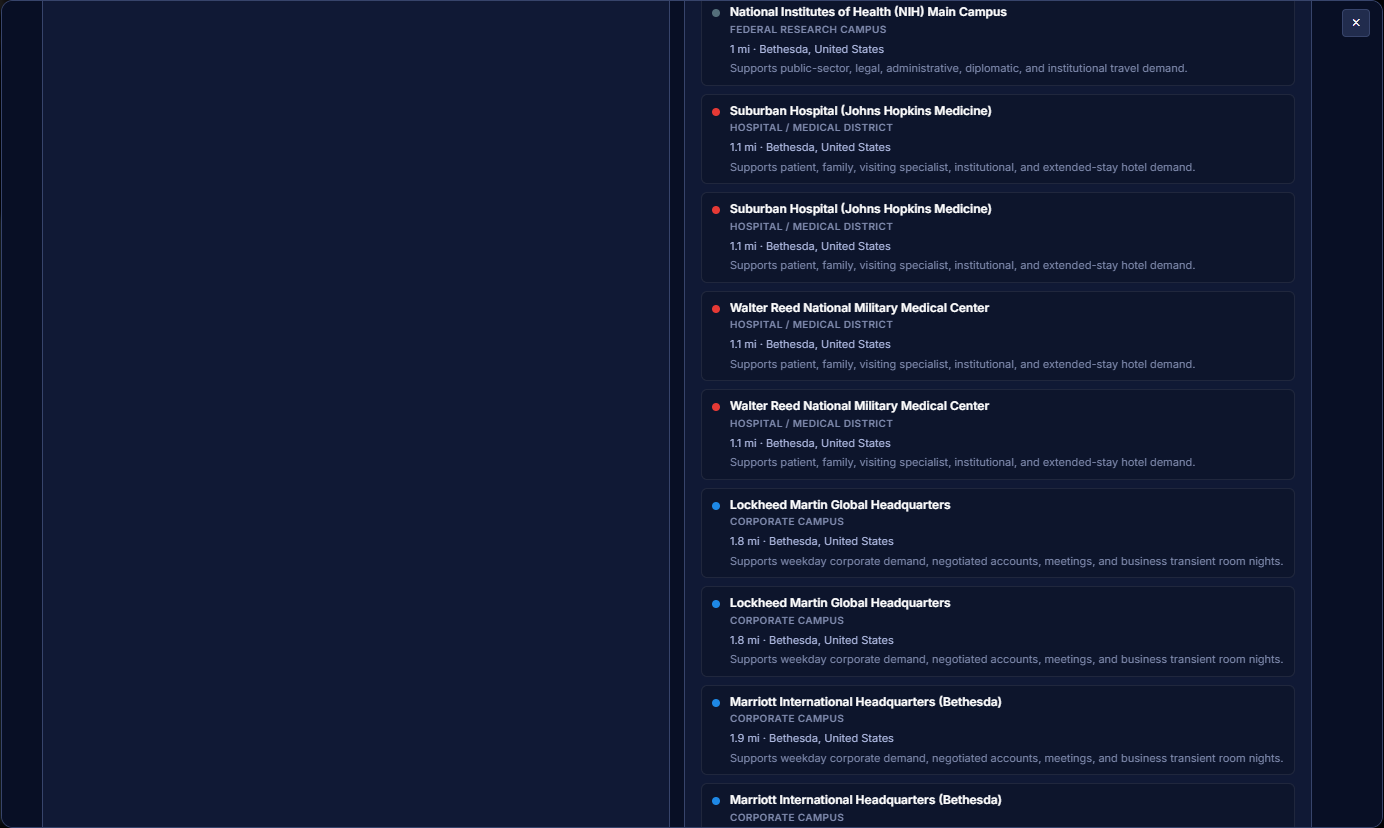 National Institutes of Health (NIH) Main Campus
FEDERAL RESEARCH CAMPUS
1 mi · Bethesda, United States
Supports public-sector, legal, administrative, diplomatic, and institutional travel demand.
Suburban Hospital (Johns Hopkins Medicine)
HOSPITAL / MEDICAL DISTRICT
1.1 mi · Bethesda, United States
Supports patient, family, visiting specialist, institutional, and extended-stay hotel demand.
Suburban Hospital (Johns Hopkins Medicine)
HOSPITAL / MEDICAL DISTRICT
1.1 mi · Bethesda, United States
Supports patient, family, visiting specialist, institutional, and extended-stay hotel demand.
Walter Reed National Military Medical Center
HOSPITAL / MEDICAL DISTRICT
1.1 mi · Bethesda, United States
Supports patient, family, visiting specialist, institutional, and extended-stay hotel demand.
Walter Reed National Military Medical Center
HOSPITAL / MEDICAL DISTRICT
1.1 mi · Bethesda, United States
Supports patient, family, visiting specialist, institutional, and extended-stay hotel demand.
Lockheed Martin Global Headquarters
CORPORATE CAMPUS
1.8 mi · Bethesda, United States
Supports weekday corporate demand, negotiated accounts, meetings, and business transient room nights.
Lockheed Martin Global Headquarters
CORPORATE CAMPUS
1.8 mi · Bethesda, United States
Supports weekday corporate demand, negotiated accounts, meetings, and business transient room nights.
Marriott International Headquarters (Bethesda)
CORPORATE CAMPUS
1.9 mi · Bethesda, United States
Supports weekday corporate demand, negotiated accounts, meetings, and business transient room nights.
Marriott International Headquarters (Bethesda)
CORPORATE CAMPUS